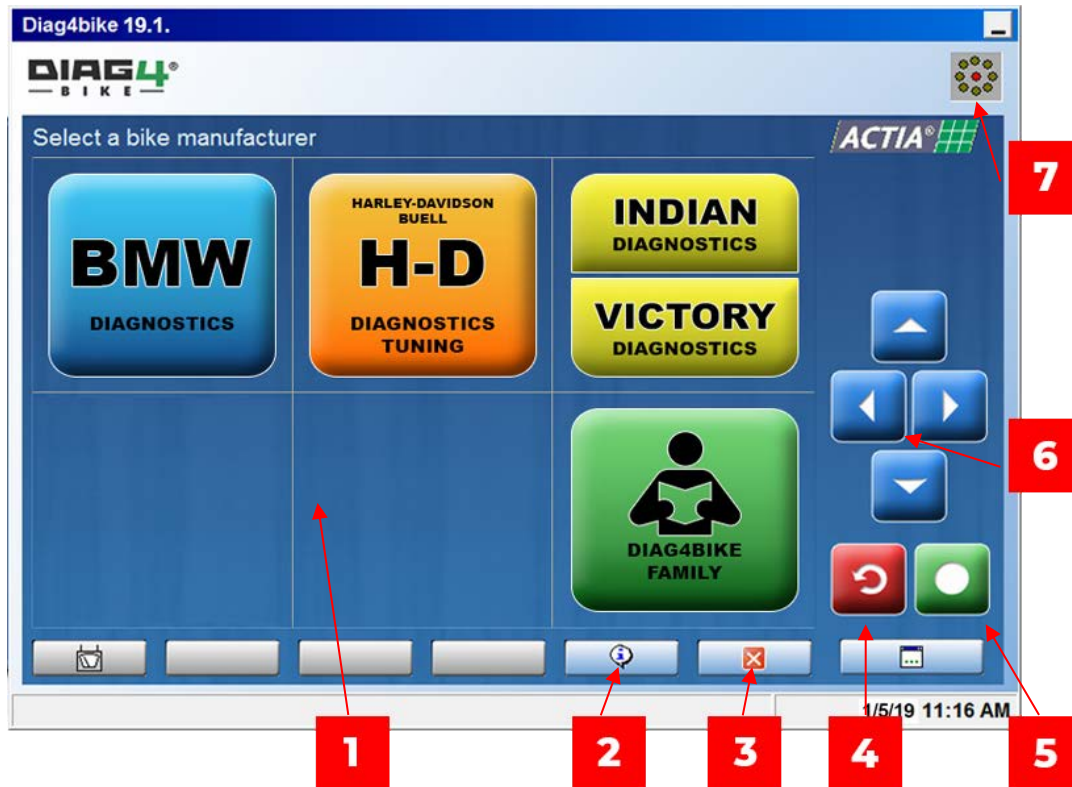 Diag4bike 19.1.
DIAG4®
BIKE
Select a bike manufacturer
ACTIA®
7
BMW
DIAGNOSTICS
HARLEY-DAVIDSON
BUELL
H-D
DIAGNOSTICS
TUNING
INDIAN
DIAGNOSTICS
VICTORY
DIAGNOSTICS
6
DIAG4BIKE
FAMILY
1/5/19 11:16 AM
1
2
3
4
5